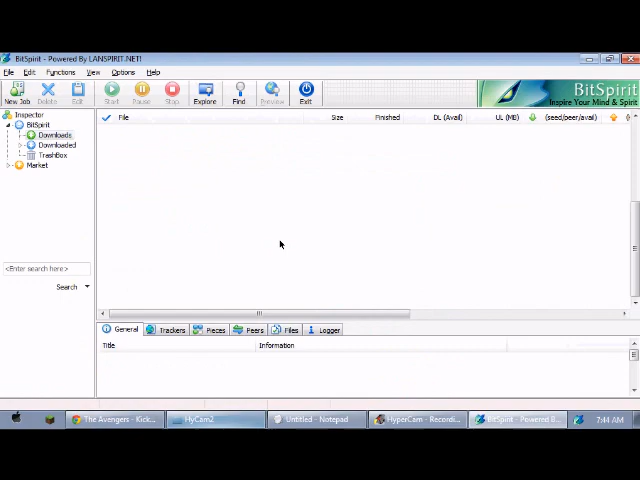 BitSpirit - Powered By LANSPIRIT.NET!
File Edit Functions View Options Help
New Job Delete Edit Start Pause Stop Explore Find Preview Exit
BitSpirit
Inspire Your Mind & Spirit
Inspector
BitSpirit
Downloads
Downloaded
TrashBox
Market
File Size Finished DL (Avail) UL (MB) (seed/peer/avail)
<Enter search here>
Search
General Trackers Pieces Peers Files Logger
Title Information
The Avengers - Kick... HyCam2 Untitled - Notepad HyperCam - Recordi... BitSpirit - Powered B... 7:44 AM